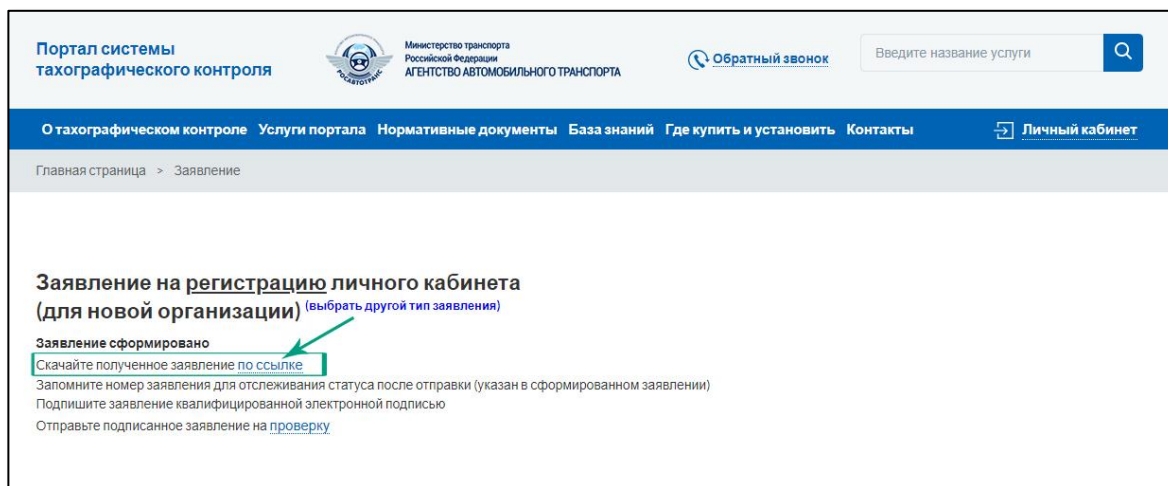 Портал системы
тахографического контроля
РОСАВТОТРАНС
Министерство транспорта
Российской Федерации
АГЕНТСТВО АВТОМОБИЛЬНОГО ТРАНСПОРТА
Обратный звонок
Введите название услуги
О тахографическом контроле Услуги портала Нормативные документы База знаний Где купить и установить Контакты Личный кабинет
Главная страница > Заявление
Заявление на регистрацию личного кабинета
(для новой организации) (выбрать другой тип заявления)
Заявление сформировано
Скачайте полученное заявление по ссылке
Запомните номер заявления для отслеживания статуса после отправки (указан в сформированном заявлении)
Подпишите заявление квалифицированной электронной подписью
Отправьте подписанное заявление на проверку